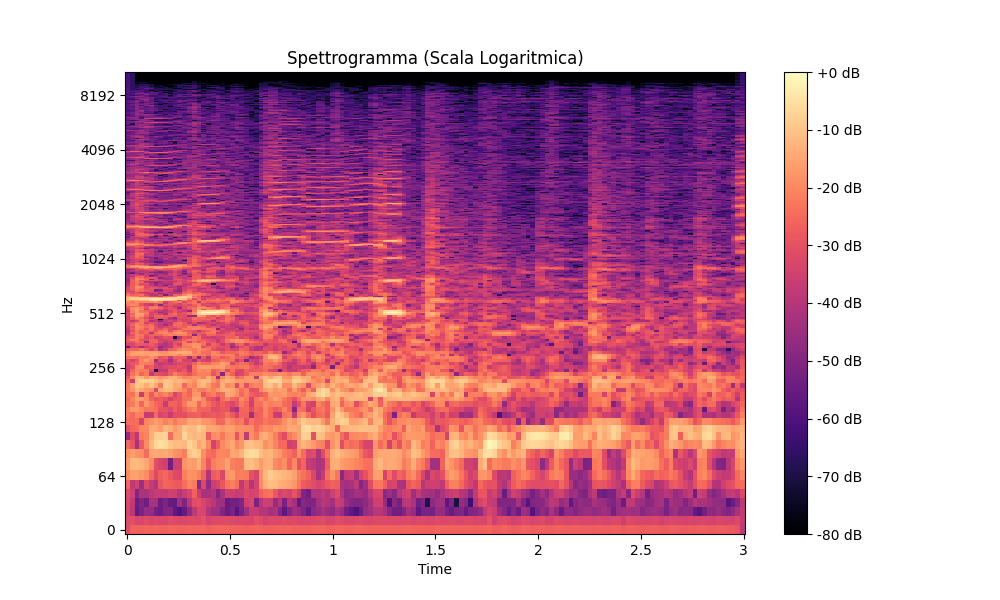 Spettrogramma (Scala Logaritmica)
Hz
8192
4096
2048
1024
512
256
128
64
0
0 0.5 1 1.5 2 2.5 3
Time
+0 dB
-10 dB
-20 dB
-30 dB
-40 dB
-50 dB
-60 dB
-70 dB
-80 dB